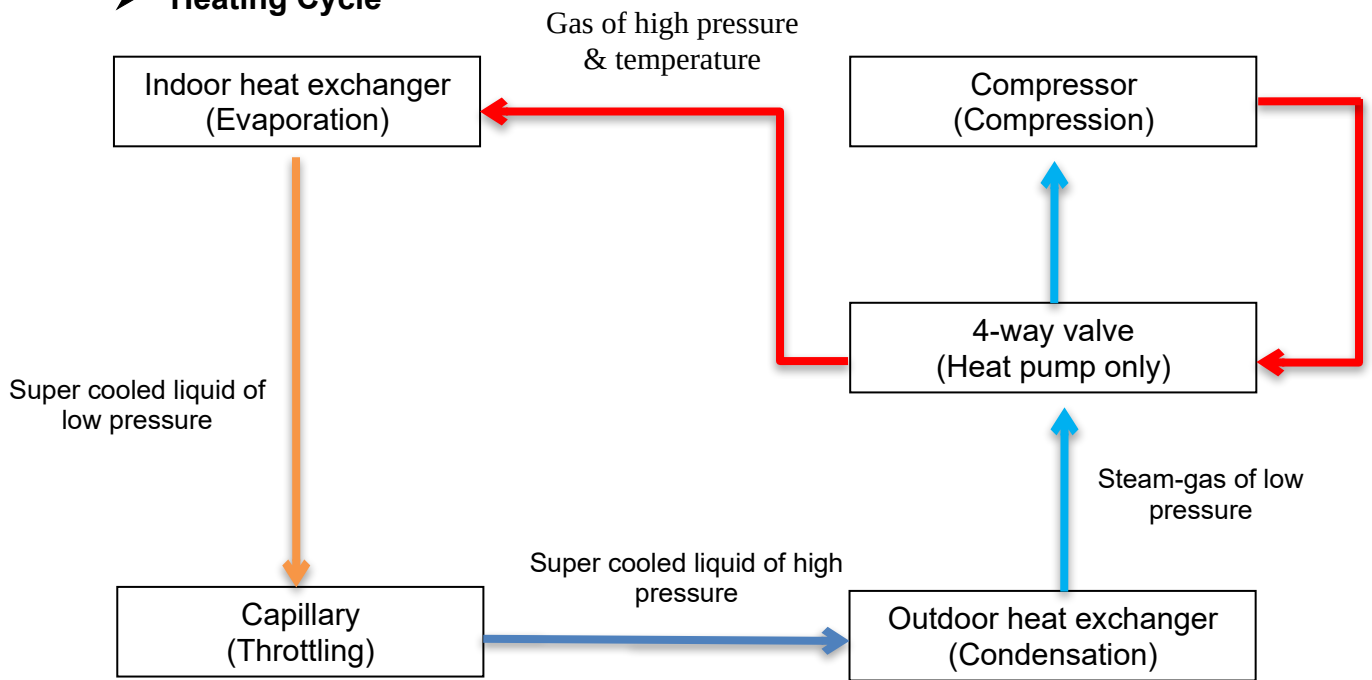 ➤ Heating Cycle
Gas of high pressure
& temperature
Indoor heat exchanger
(Evaporation)
Compressor
(Compression)
4-way valve
(Heat pump only)
Super cooled liquid of
low pressure
Steam-gas of low
pressure
Super cooled liquid of high
pressure
Capillary
(Throttling)
Outdoor heat exchanger
(Condensation)